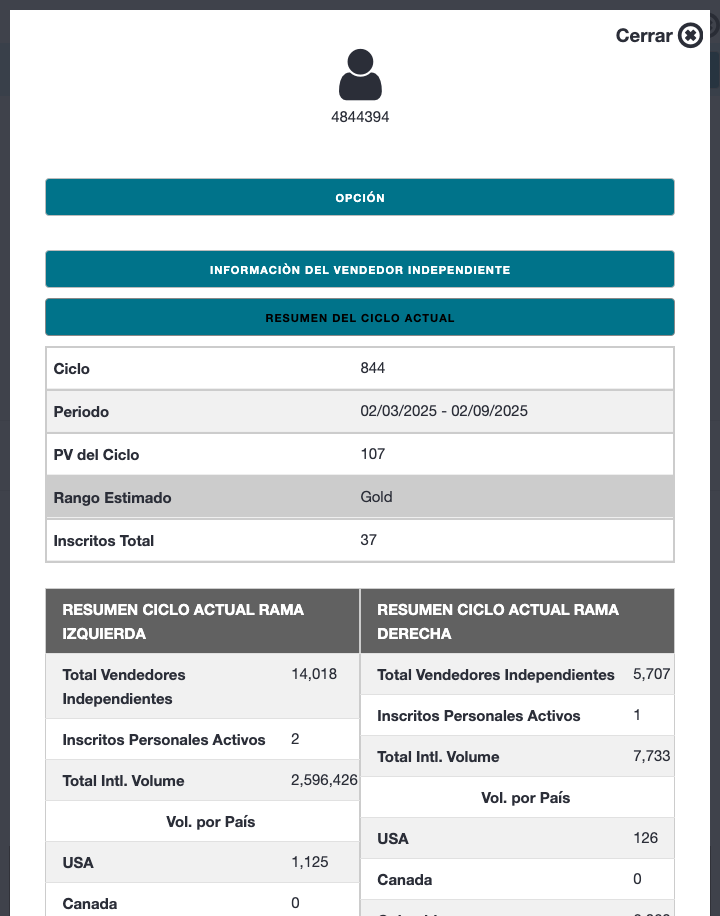 Cerrar
4844394
OPCIÓN
INFORMACIÒN DEL VENDEDOR INDEPENDIENTE
RESUMEN DEL CICLO ACTUAL
Ciclo 844
Periodo 02/03/2025 - 02/09/2025
PV del Ciclo 107
Rango Estimado Gold
Inscritos Total 37
RESUMEN CICLO ACTUAL RAMA
IZQUIERDA
Total Vendedores 14,018
Independientes
Inscritos Personales Activos 2
Total Intl. Volume 2,596,426
Vol. por País
USA 1,125
Canada 0
RESUMEN CICLO ACTUAL RAMA
DERECHA
Total Vendedores Independientes 5,707
Inscritos Personales Activos 1
Total Intl. Volume 7,733
Vol. por País
USA 126
Canada 0